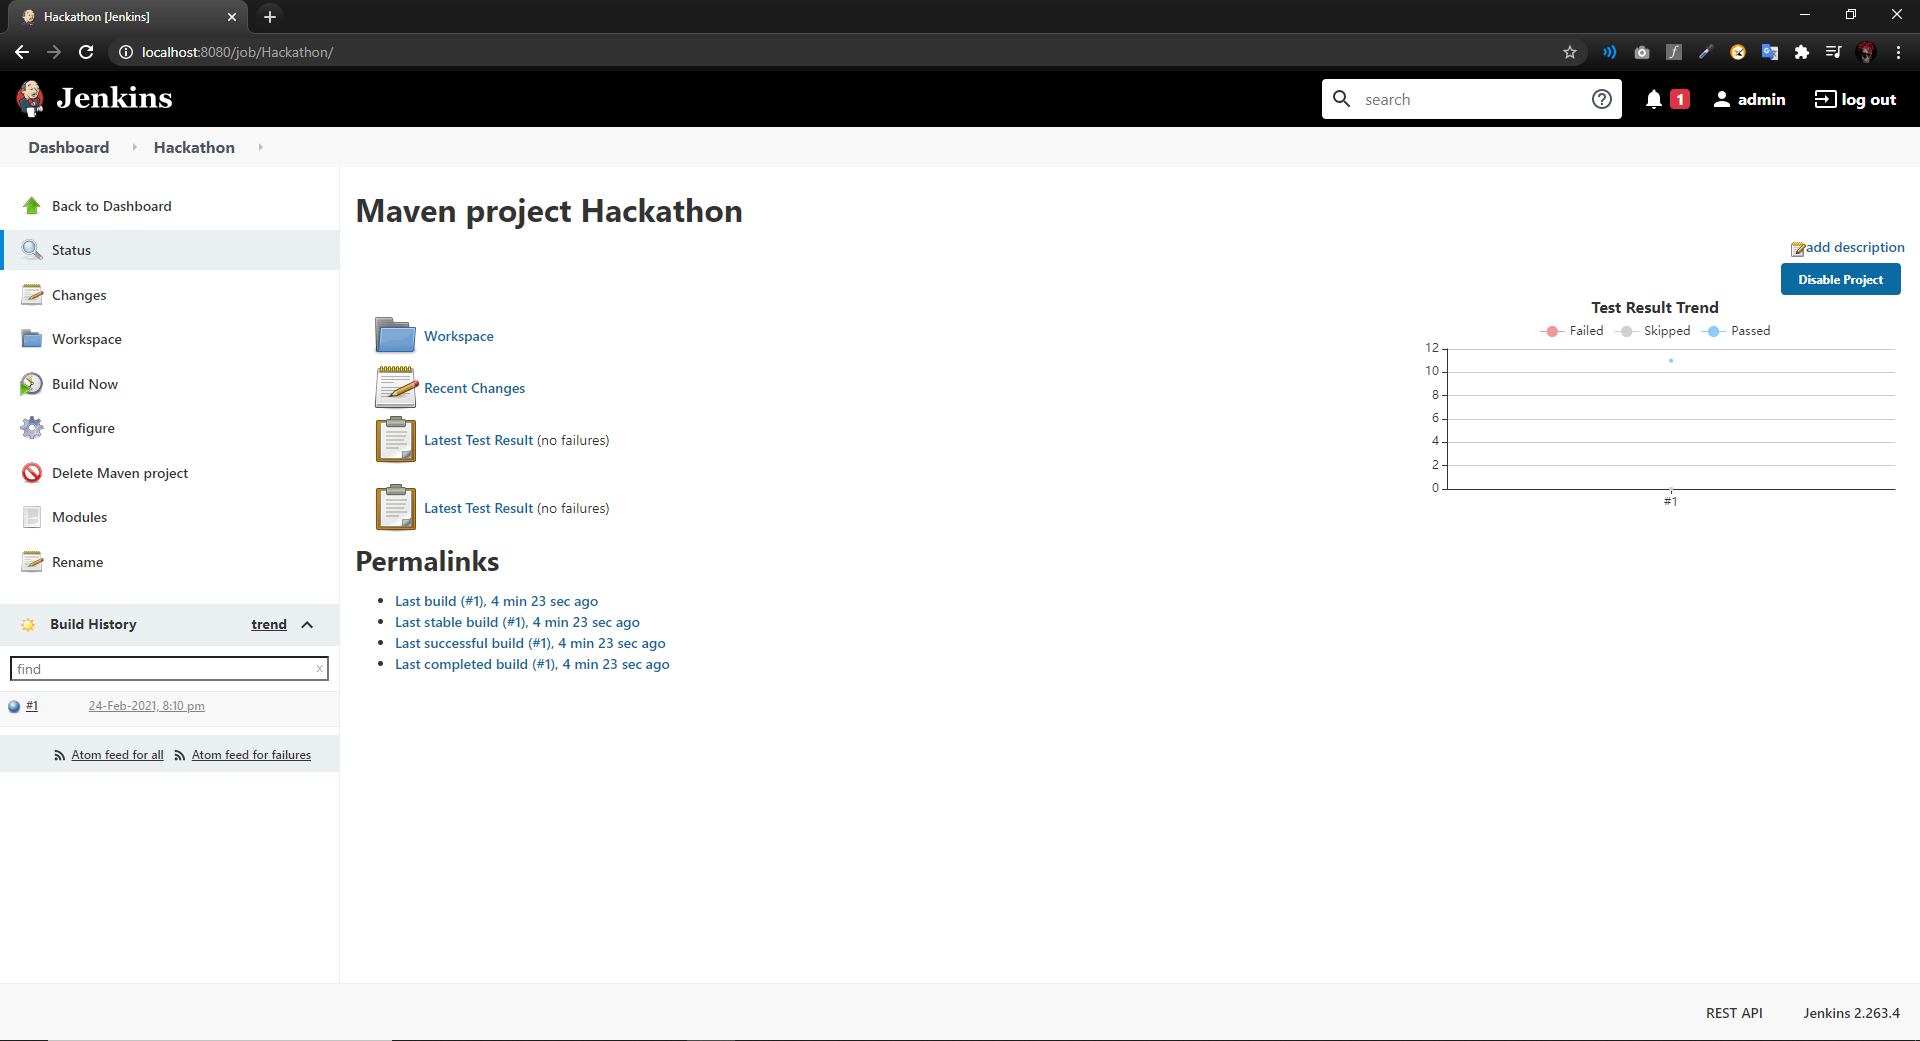 Hackathon [Jenkins]
localhost:8080/job/Hackathon/
Jenkins
search
1
admin
log out
Dashboard
Hackathon
Back to Dashboard
Status
Changes
Workspace
Build Now
Configure
Delete Maven project
Modules
Rename
Build History
trend
find
x
#1
24-Feb-2021, 8:10 pm
Atom feed for all
Atom feed for failures
Maven project Hackathon
add description
Disable Project
Workspace
Recent Changes
Latest Test Result (no failures)
Latest Test Result (no failures)
Test Result Trend
Failed
Skipped
Passed
12
10
8
6
4
2
0
#1
Permalinks
Last build (#1), 4 min 23 sec ago
Last stable build (#1), 4 min 23 sec ago
Last successful build (#1), 4 min 23 sec ago
Last completed build (#1), 4 min 23 sec ago
REST API
Jenkins 2.263.4